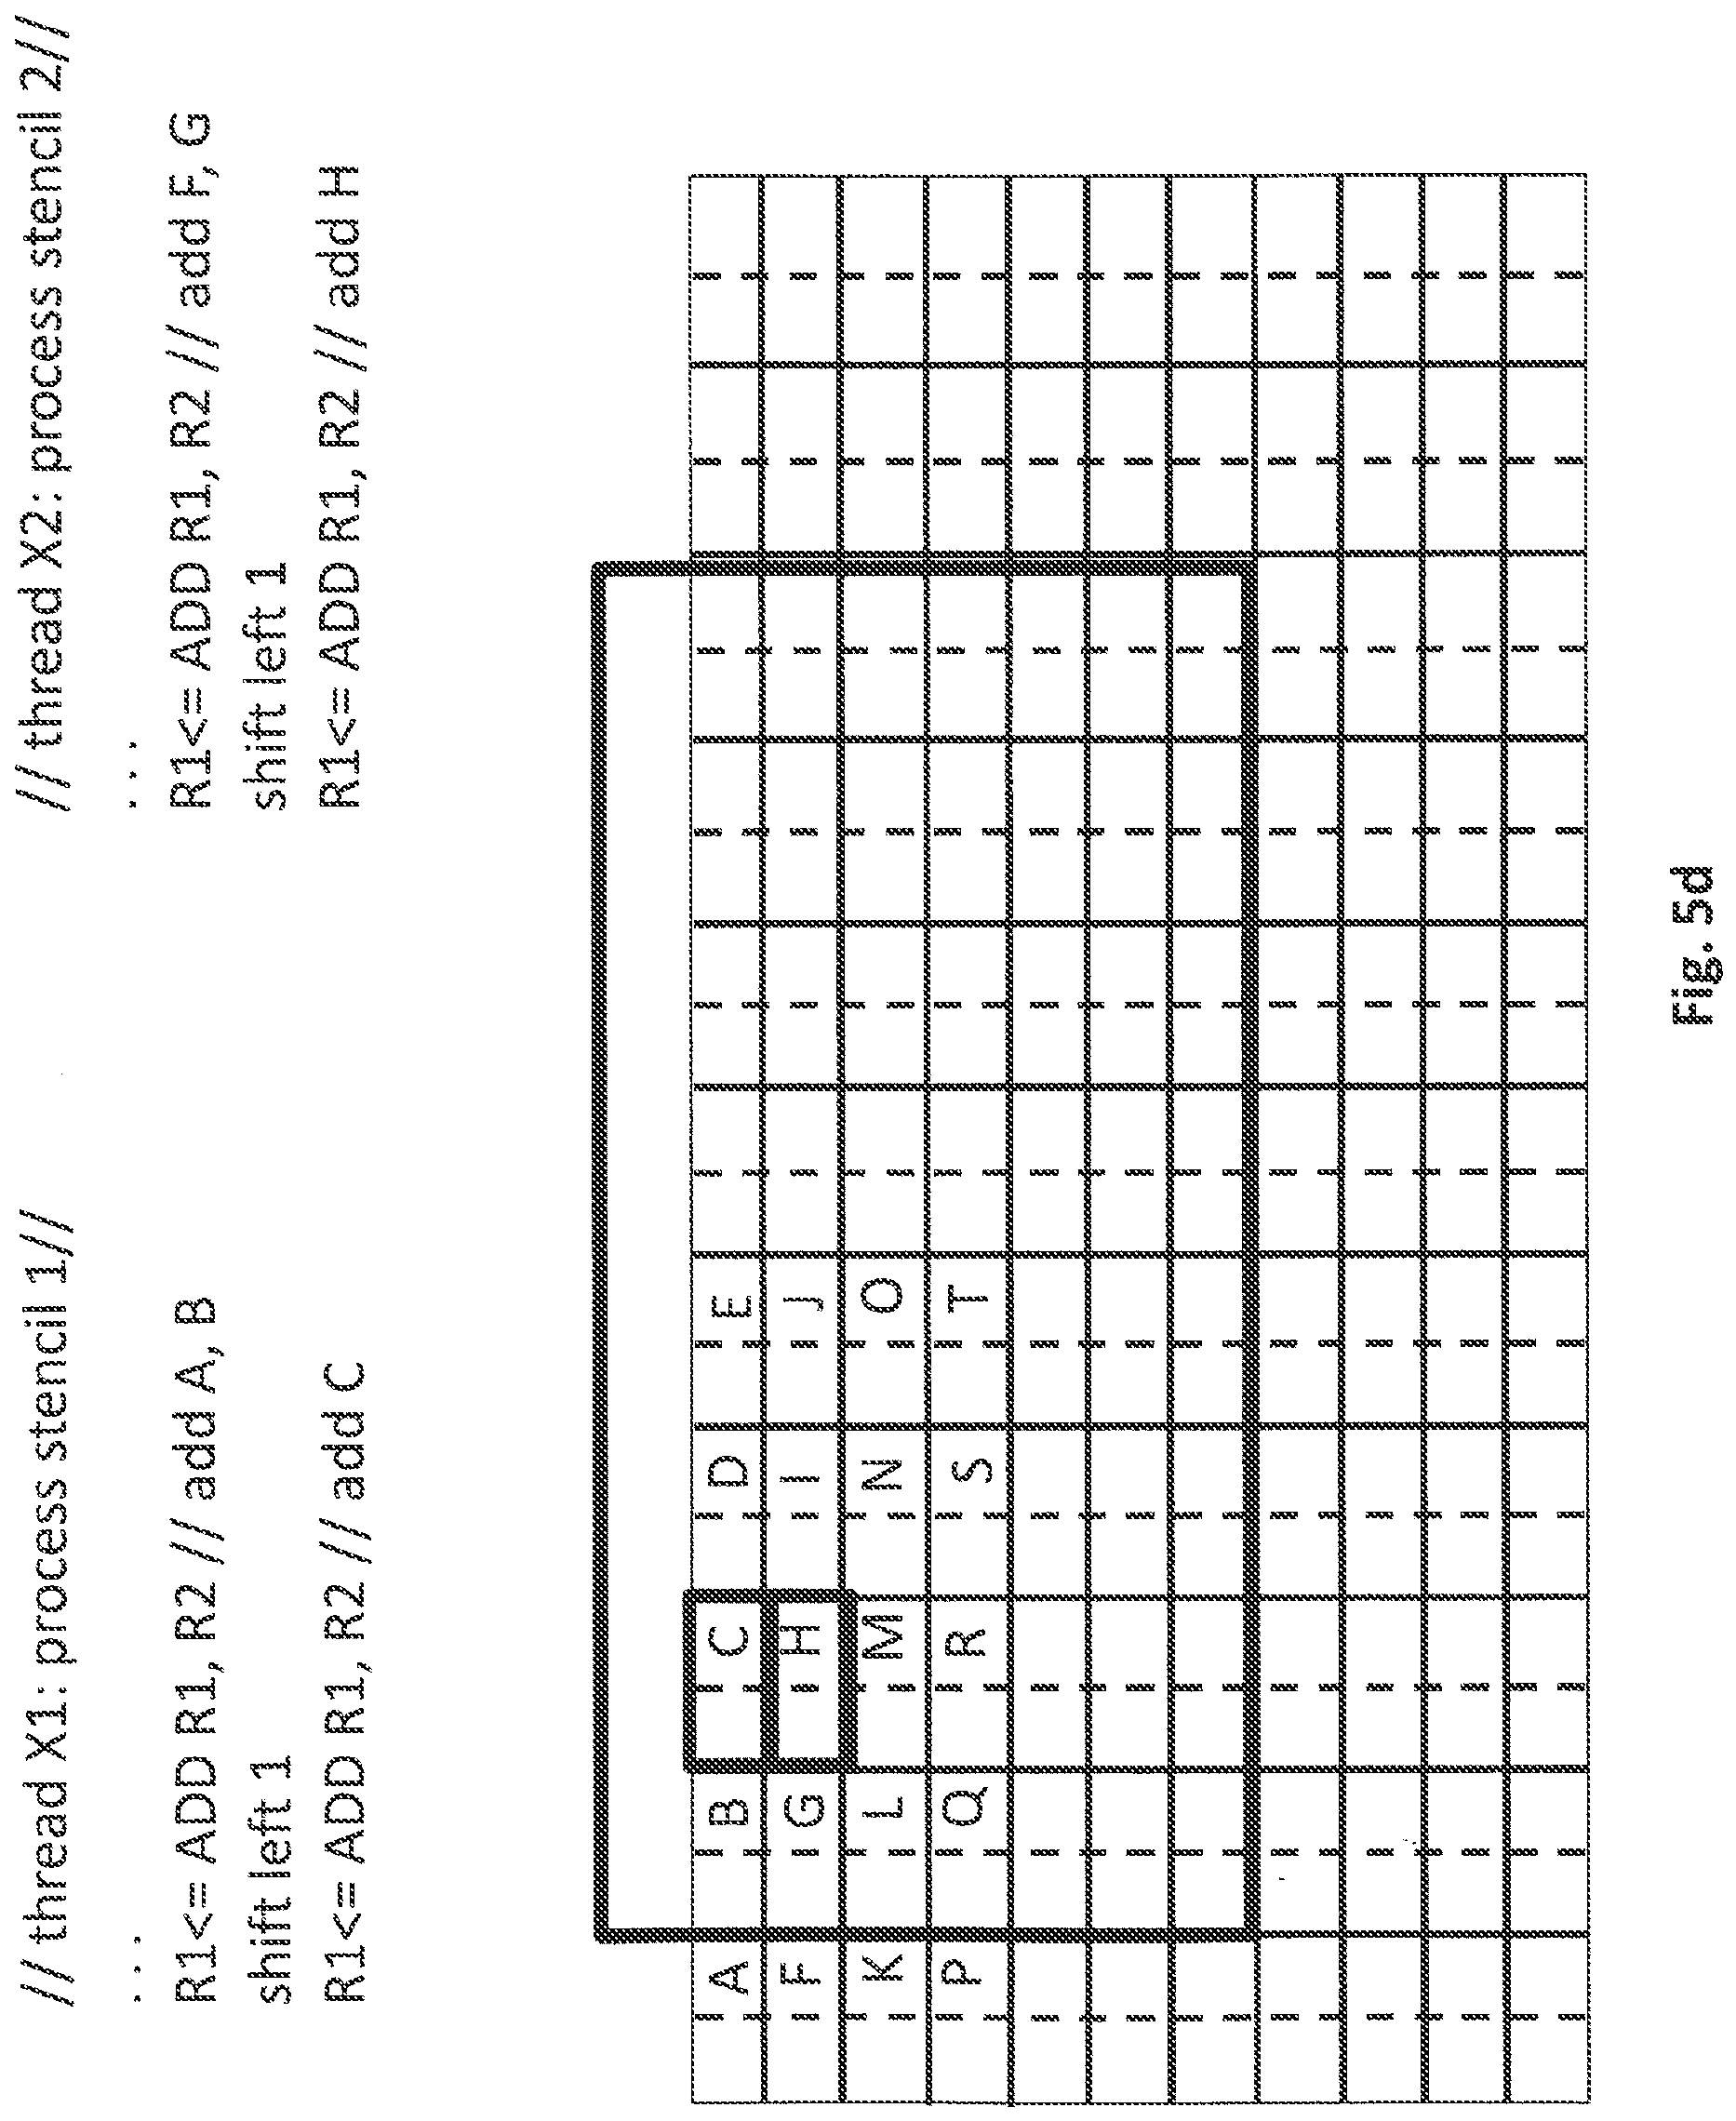 // thread X1: process stencil 1//
. . .
R1<= ADD R1, R2 // add A, B
shift left 1
R1<= ADD R1, R2 // add C
// thread X2: process stencil 2//
. . .
R1<= ADD R1, R2 // add F, G
shift left 1
R1<= ADD R1, R2 // add H
A B C D E
F G H I J
K L M N O
P Q R S T
Fig. 5d